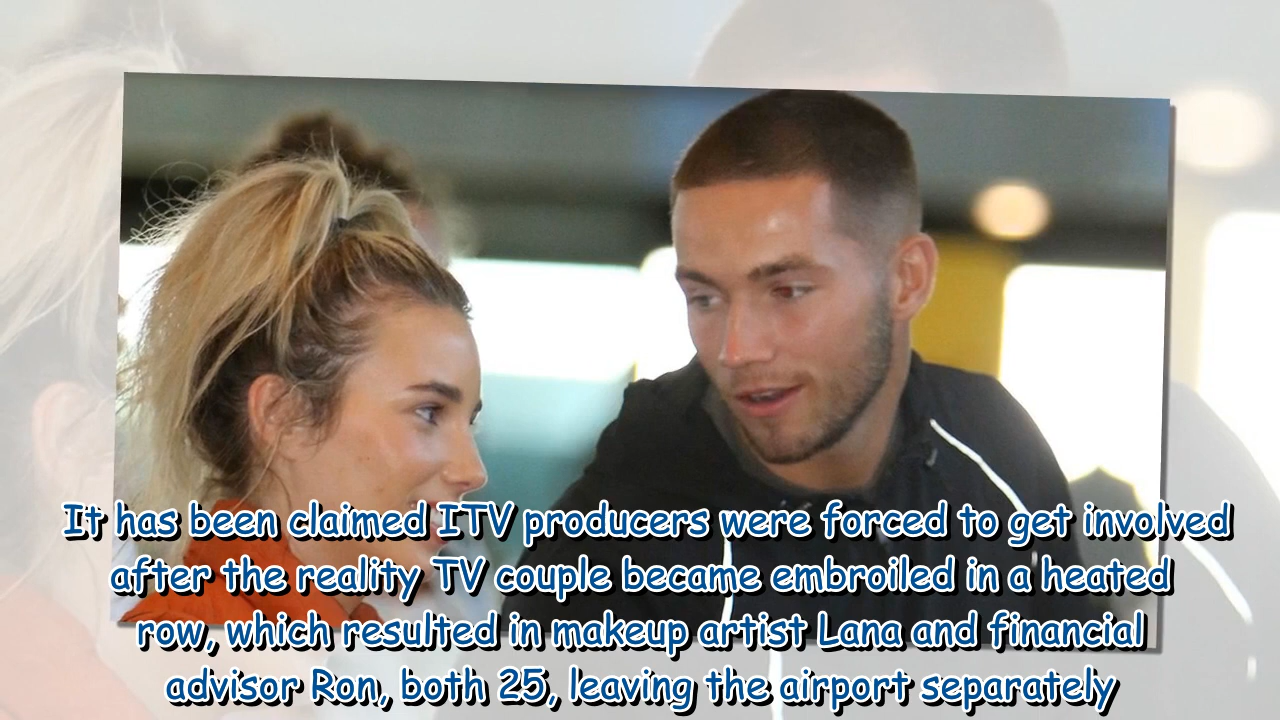 It has been claimed ITV producers were forced to get involved
after the reality TV couple became embroiled in a heated
row, which resulted in makeup artist Lana and financial
advisor Ron, both 25, leaving the airport separately